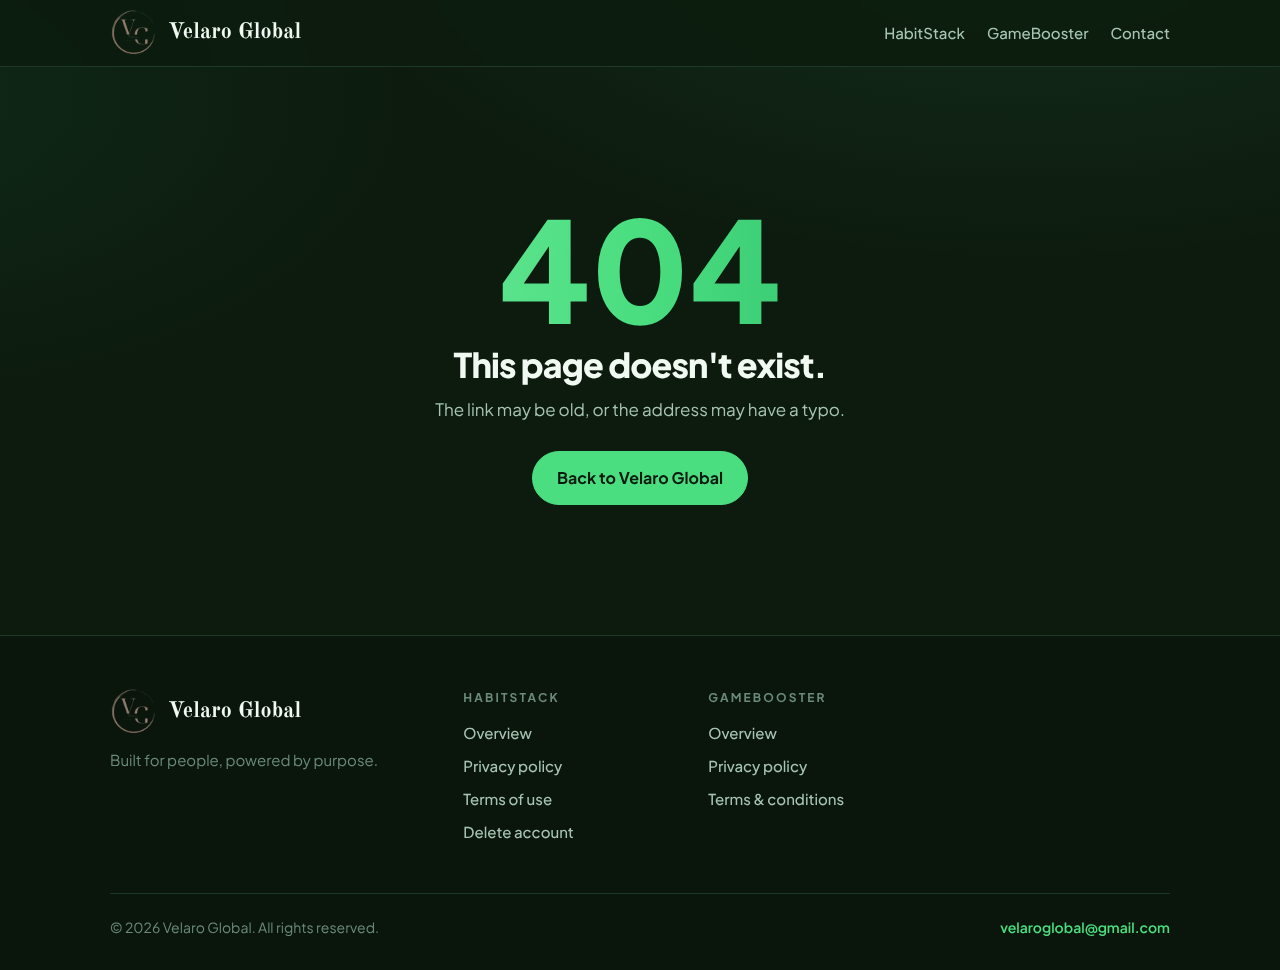 VG Velaro Global
HabitStack GameBooster Contact
404
This page doesn't exist.
The link may be old, or the address may have a typo.
Back to Velaro Global
VG Velaro Global
Built for people, powered by purpose.
HABITSTACK
Overview
Privacy policy
Terms of use
Delete account
GAMEBOOSTER
Overview
Privacy policy
Terms & conditions
© 2026 Velaro Global. All rights reserved.
velaroglobal@gmail.com